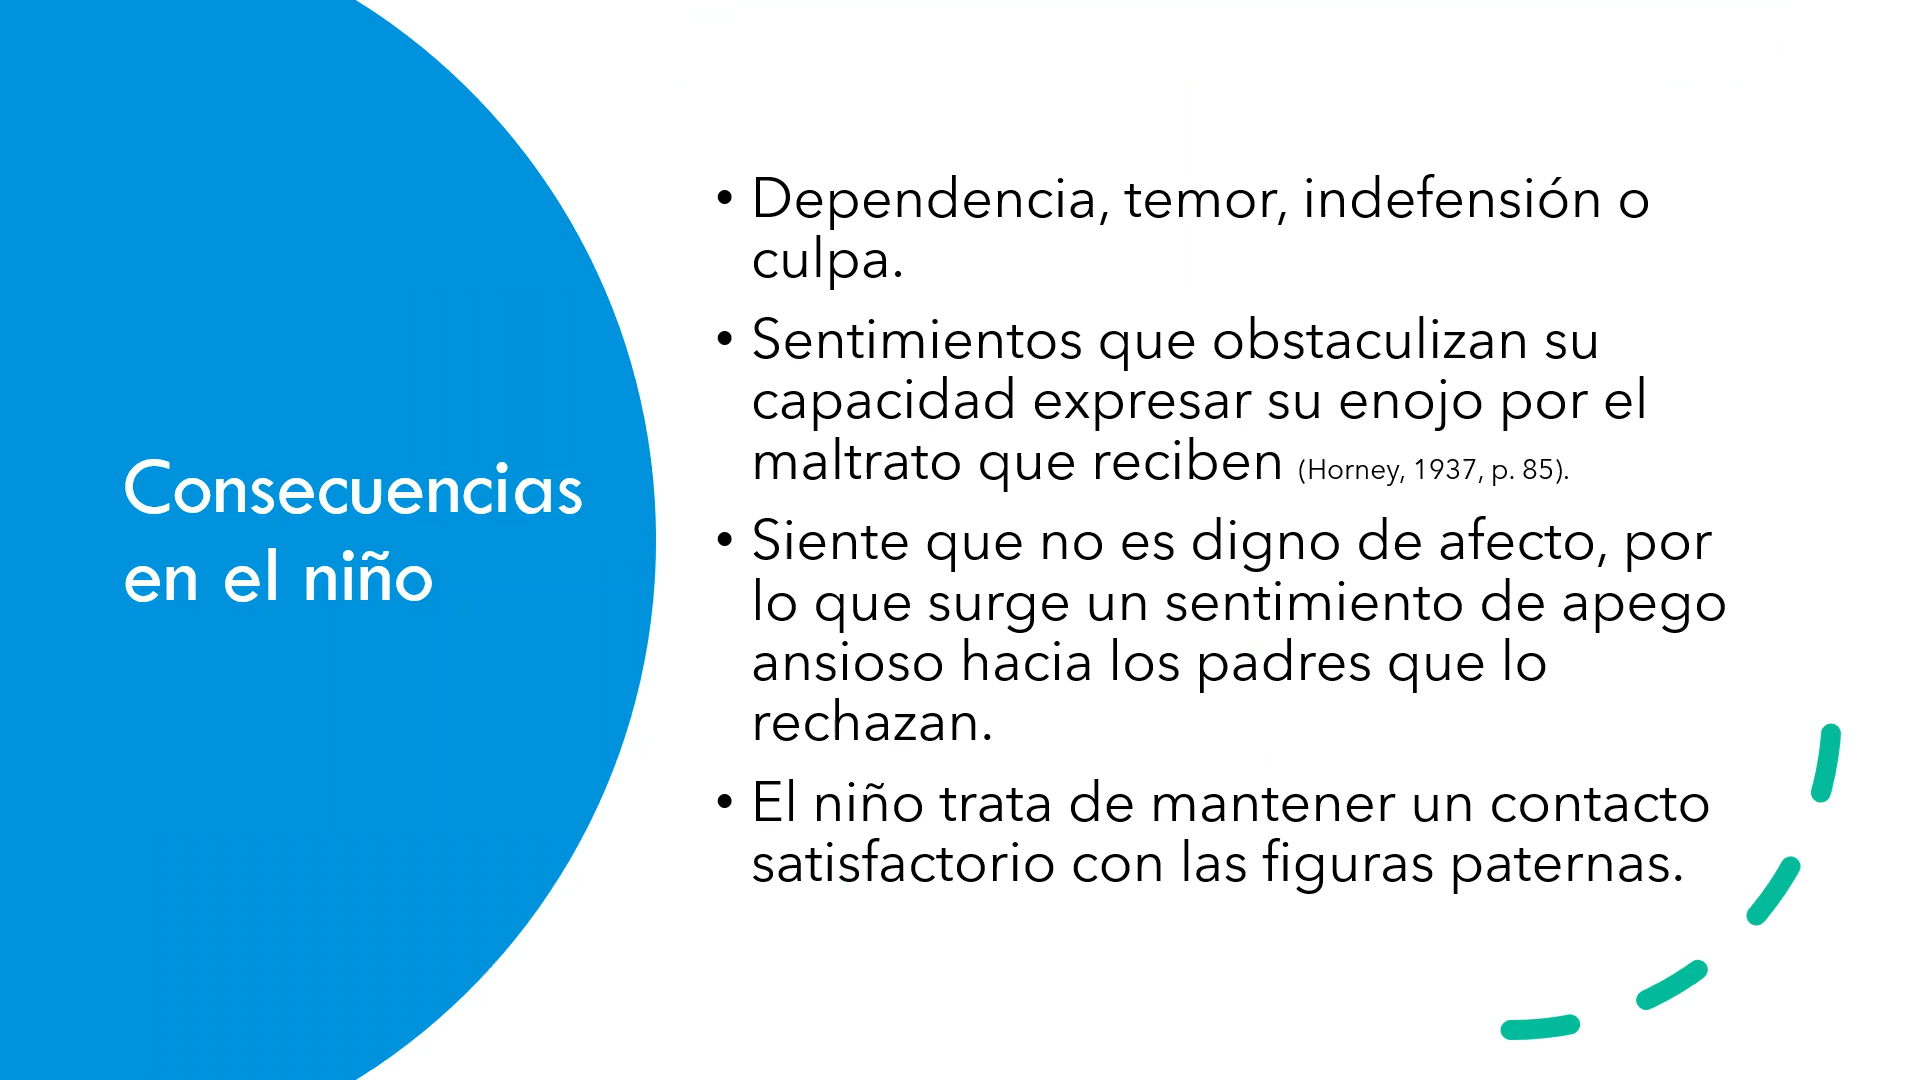 Consecuencias
en el niño
• Dependencia, temor, indefensión o
culpa.
• Sentimientos que obstaculizan su
capacidad expresar su enojo por el
maltrato que reciben (Horney, 1937, p. 85).
• Siente que no es digno de afecto, por
lo que surge un sentimiento de apego
ansioso hacia los padres que lo
rechazan.
• El niño trata de mantener un contacto
satisfactorio con las figuras paternas.